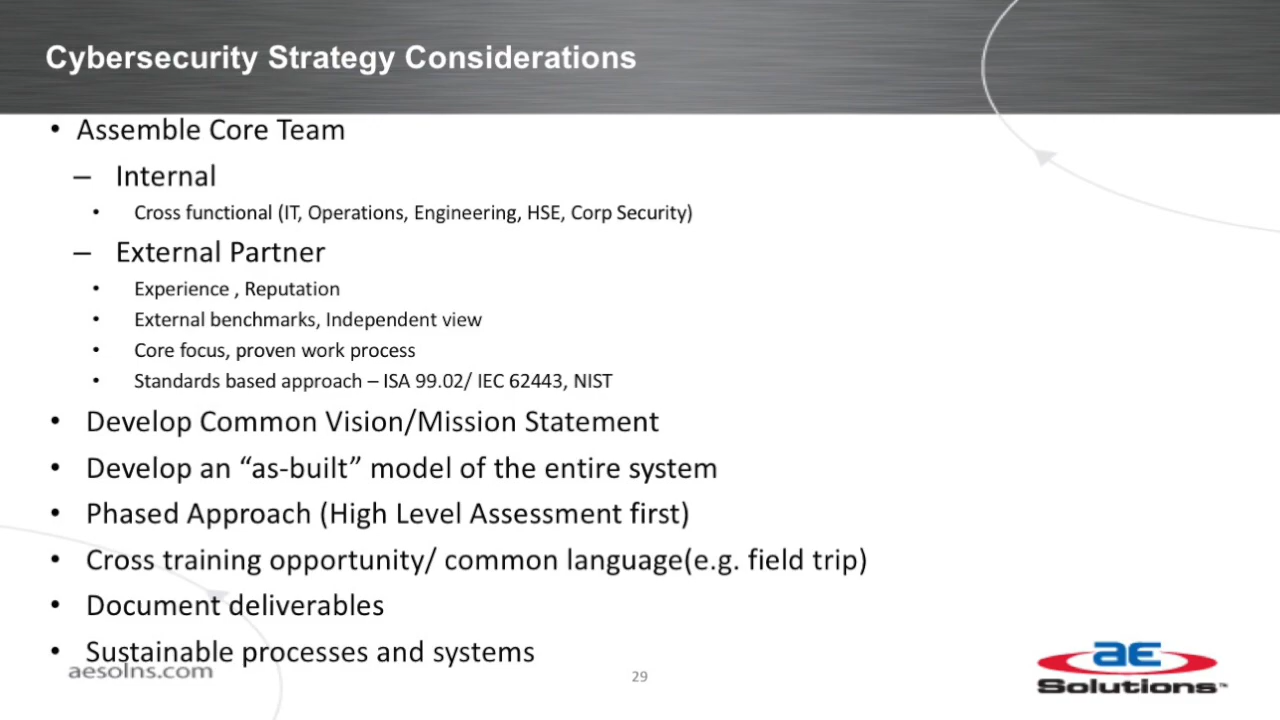 Cybersecurity Strategy Considerations
• Assemble Core Team
– Internal
• Cross functional (IT, Operations, Engineering, HSE, Corp Security)
– External Partner
• Experience , Reputation
• External benchmarks, Independent view
• Core focus, proven work process
• Standards based approach – ISA 99.02/ IEC 62443, NIST
• Develop Common Vision/Mission Statement
• Develop an “as-built” model of the entire system
• Phased Approach (High Level Assessment first)
• Cross training opportunity/ common language(e.g. field trip)
• Document deliverables
• Sustainable processes and systems
aesolns.com
29
ae
Solutions™